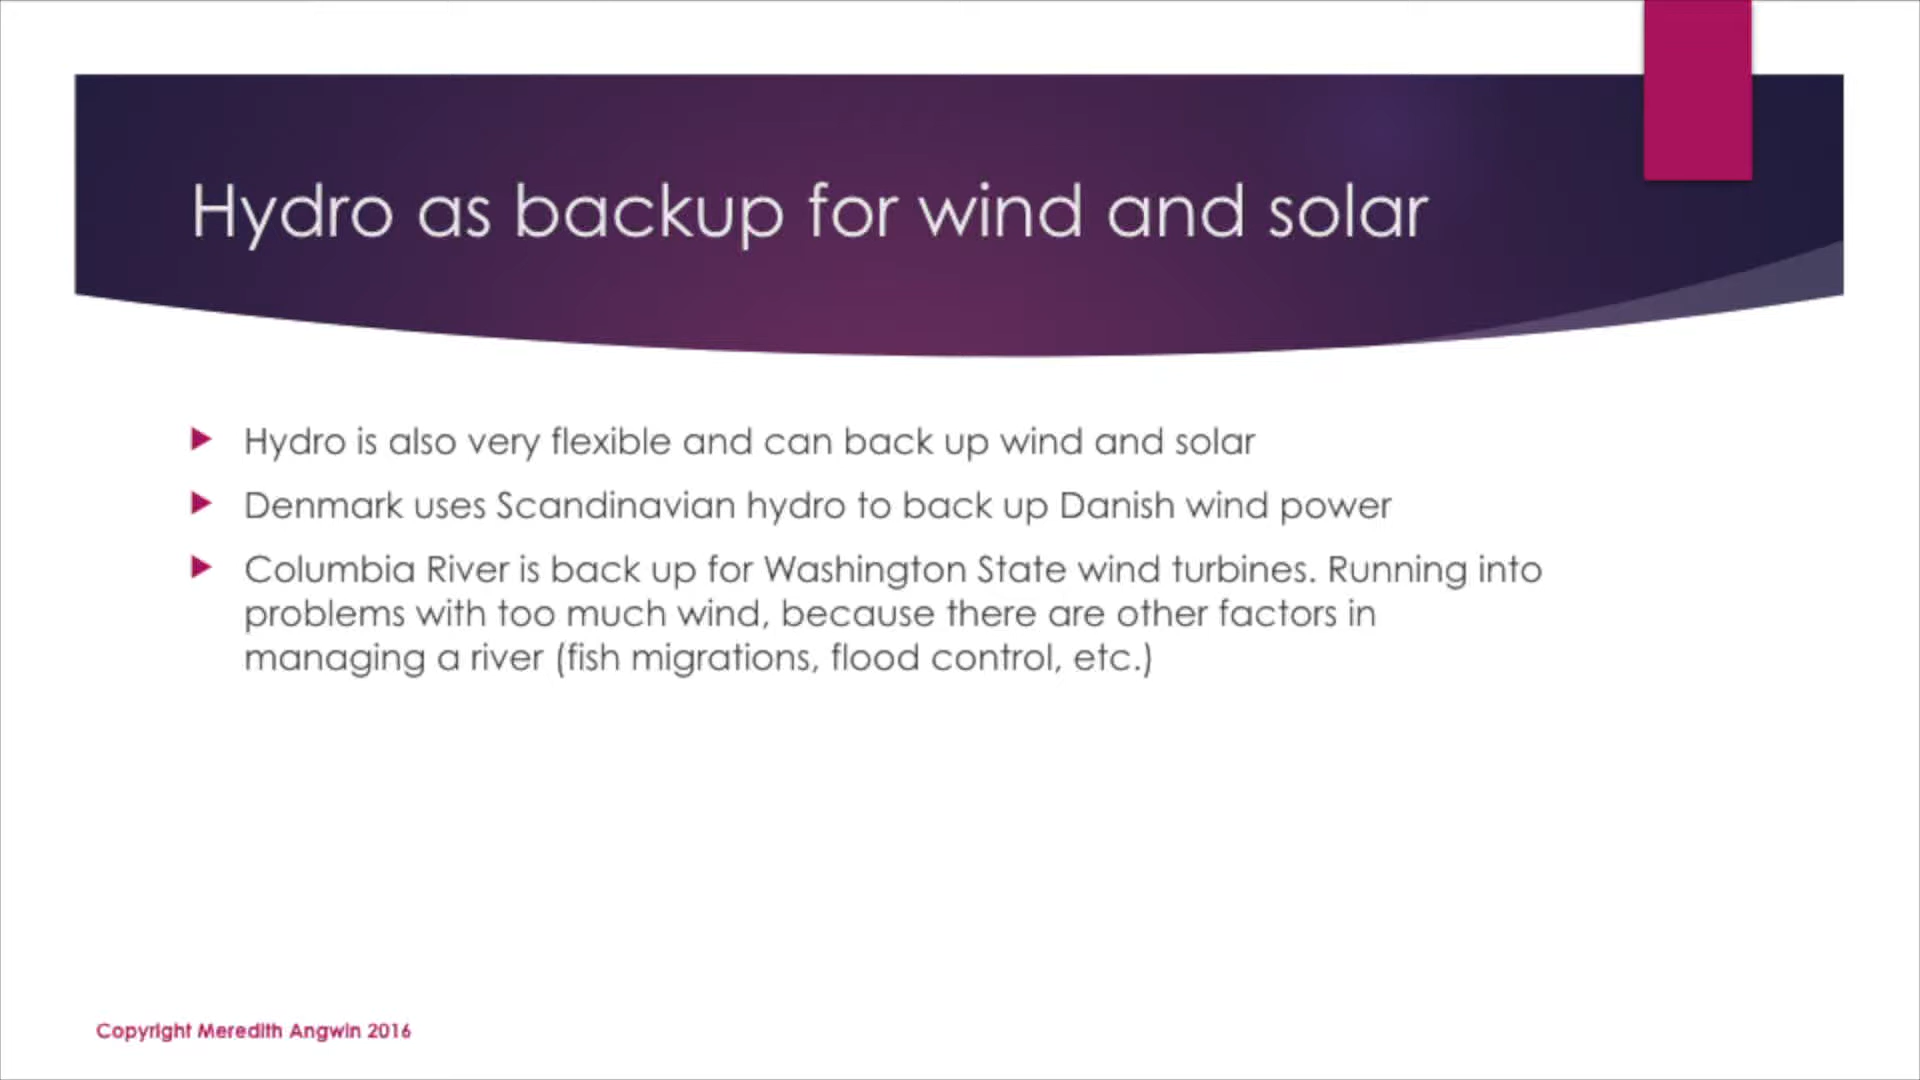 Hydro as backup for wind and solar
Hydro is also very flexible and can back up wind and solar
Denmark uses Scandinavian hydro to back up Danish wind power
Columbia River is back up for Washington State wind turbines. Running into
problems with too much wind, because there are other factors in
managing a river (fish migrations, flood control, etc.)
Copyright Meredith Angwin 2016